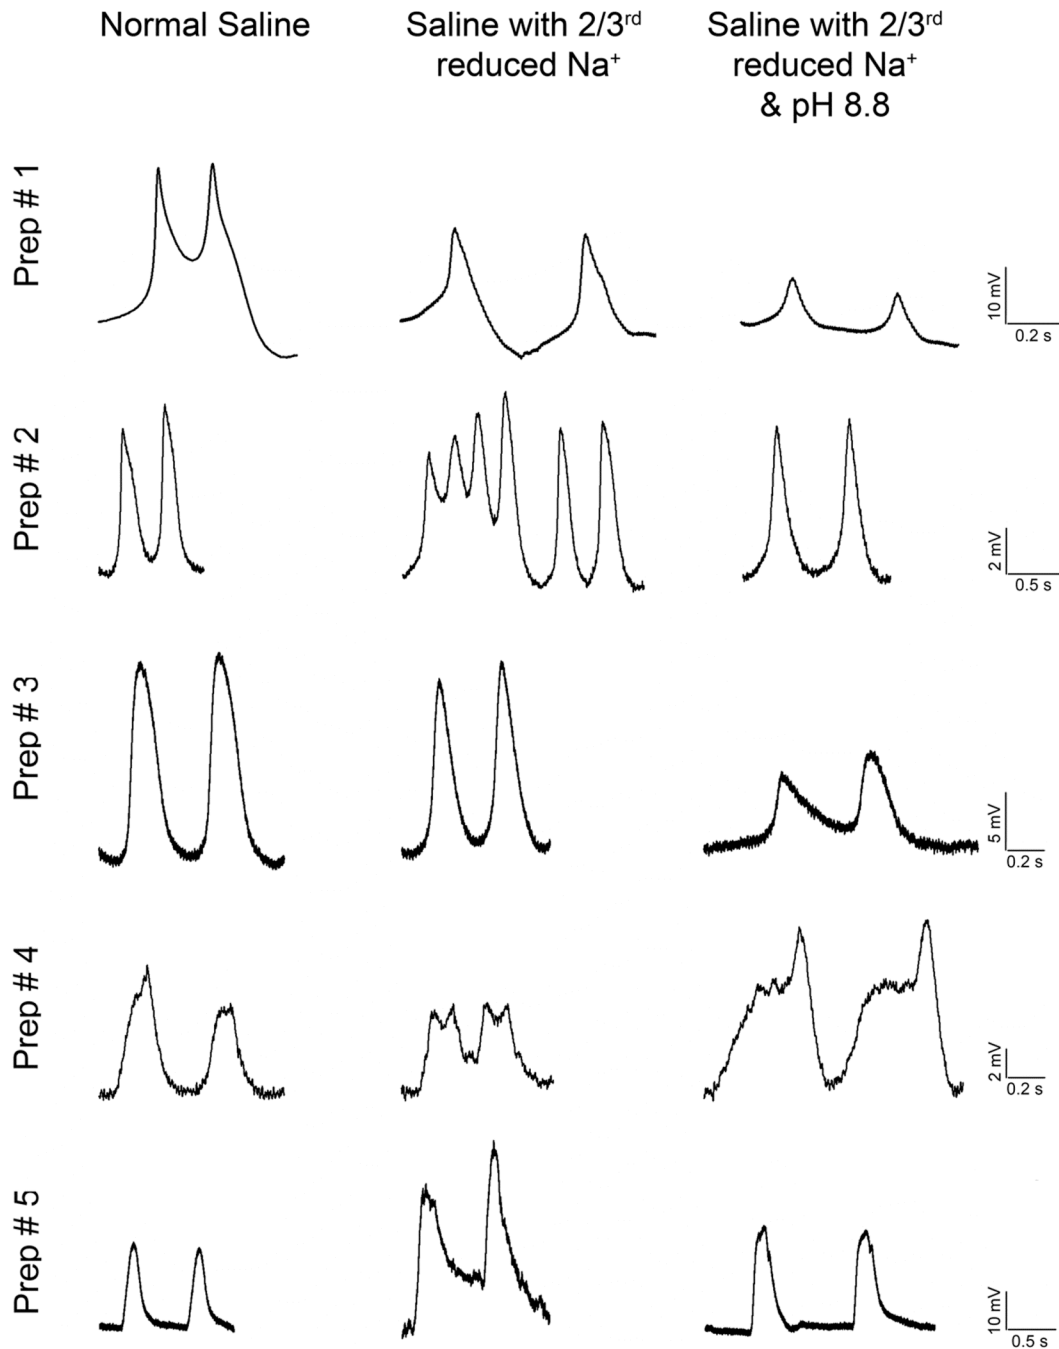 Normal Saline
Saline with 2/3rd
reduced Na+
Saline with 2/3rd
reduced Na+
& pH 8.8
Prep # 1
10 mV
0.2 s
Prep # 2
2 mV
0.5 s
Prep # 3
5 mV
0.2 s
Prep # 4
2 mV
0.2 s
Prep # 5
10 mV
0.5 s